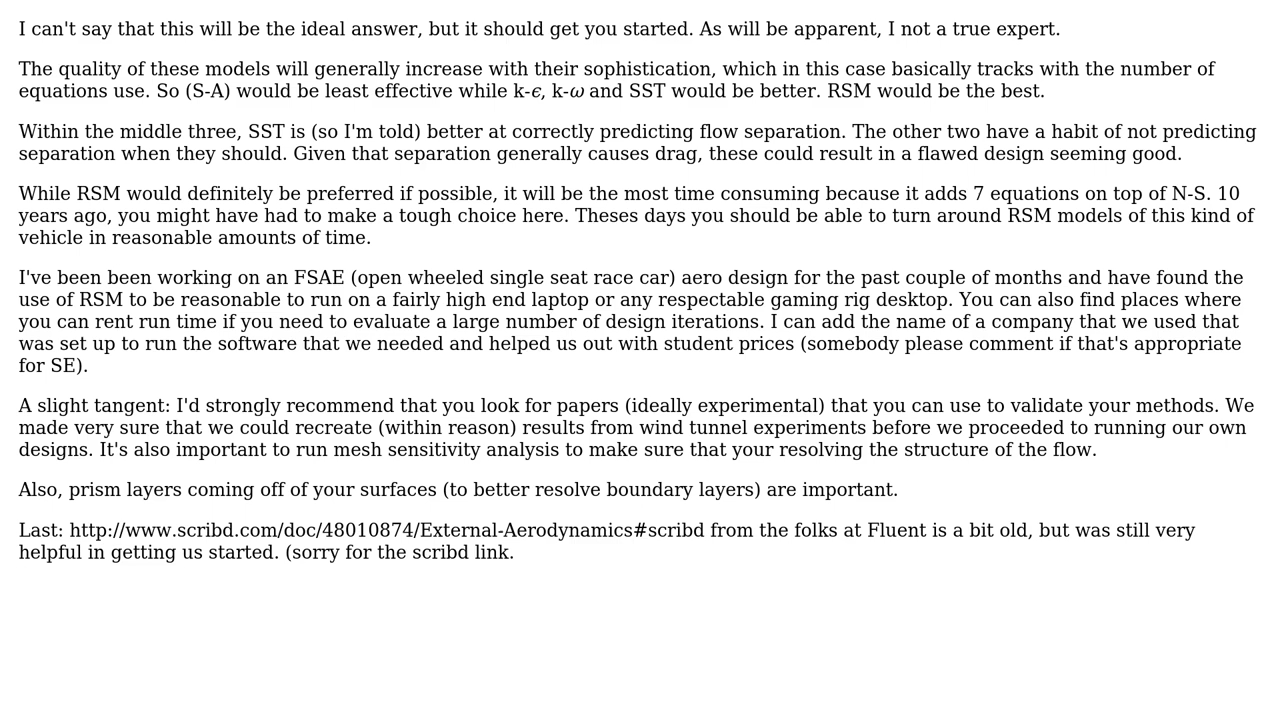 I can't say that this will be the ideal answer, but it should get you started. As will be apparent, I not a true expert.
The quality of these models will generally increase with their sophistication, which in this case basically tracks with the number of
equations use. So (S-A) would be least effective while k-ϵ, k-ω and SST would be better. RSM would be the best.
Within the middle three, SST is (so I'm told) better at correctly predicting flow separation. The other two have a habit of not predicting
separation when they should. Given that separation generally causes drag, these could result in a flawed design seeming good.
While RSM would definitely be preferred if possible, it will be the most time consuming because it adds 7 equations on top of N-S. 10
years ago, you might have had to make a tough choice here. Theses days you should be able to turn around RSM models of this kind of
vehicle in reasonable amounts of time.
I've been been working on an FSAE (open wheeled single seat race car) aero design for the past couple of months and have found the
use of RSM to be reasonable to run on a fairly high end laptop or any respectable gaming rig desktop. You can also find places where
you can rent run time if you need to evaluate a large number of design iterations. I can add the name of a company that we used that
was set up to run the software that we needed and helped us out with student prices (somebody please comment if that's appropriate
for SE).
A slight tangent: I'd strongly recommend that you look for papers (ideally experimental) that you can use to validate your methods. We
made very sure that we could recreate (within reason) results from wind tunnel experiments before we proceeded to running our own
designs. It's also important to run mesh sensitivity analysis to make sure that your resolving the structure of the flow.
Also, prism layers coming off of your surfaces (to better resolve boundary layers) are important.
Last: http://www.scribd.com/doc/48010874/External-Aerodynamics#scribd from the folks at Fluent is a bit old, but was still very
helpful in getting us started. (sorry for the scribd link.